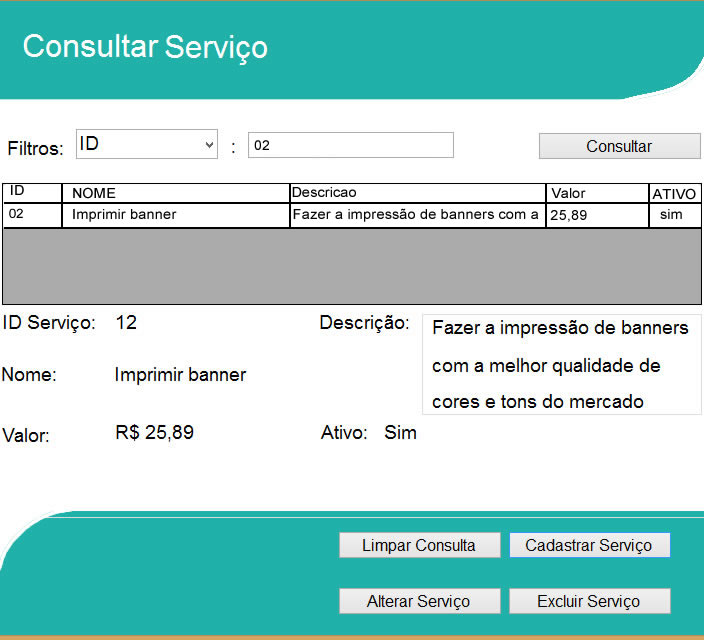 Consultar Serviço
Filtros: ID : 02 Consultar
ID NOME Descricao Valor ATIVO
02 Imprimir banner Fazer a impressão de banners com a 25,89 sim
ID Serviço: 12 Descrição: Fazer a impressão de banners
com a melhor qualidade de
Nome: Imprimir banner
cores e tons do mercado
Valor: R$ 25,89 Ativo: Sim
Limpar Consulta Cadastrar Serviço
Alterar Serviço Excluir Serviço